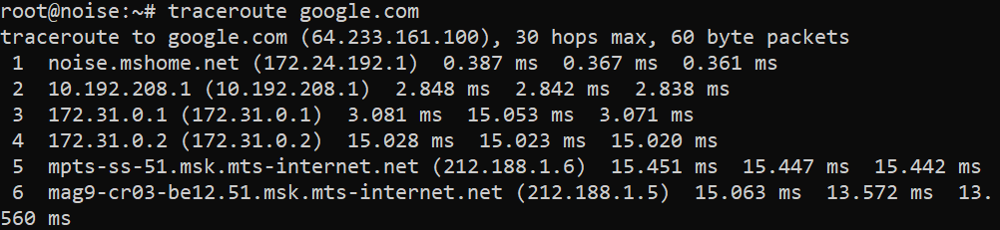 root@noise:~# traceroute google.com
traceroute to google.com (64.233.161.100), 30 hops max, 60 byte packets
 1  noise.mshome.net (172.24.192.1)  0.387 ms  0.367 ms  0.361 ms
 2  10.192.208.1 (10.192.208.1)  2.848 ms  2.842 ms  2.838 ms
 3  172.31.0.1 (172.31.0.1)  3.081 ms  15.053 ms  3.071 ms
 4  172.31.0.2 (172.31.0.2)  15.028 ms  15.023 ms  15.020 ms
 5  mpts-ss-51.msk.mts-internet.net (212.188.1.6)  15.451 ms  15.447 ms  15.442 ms
 6  mag9-cr03-be12.51.msk.mts-internet.net (212.188.1.5)  15.063 ms  13.572 ms  13.
560 ms